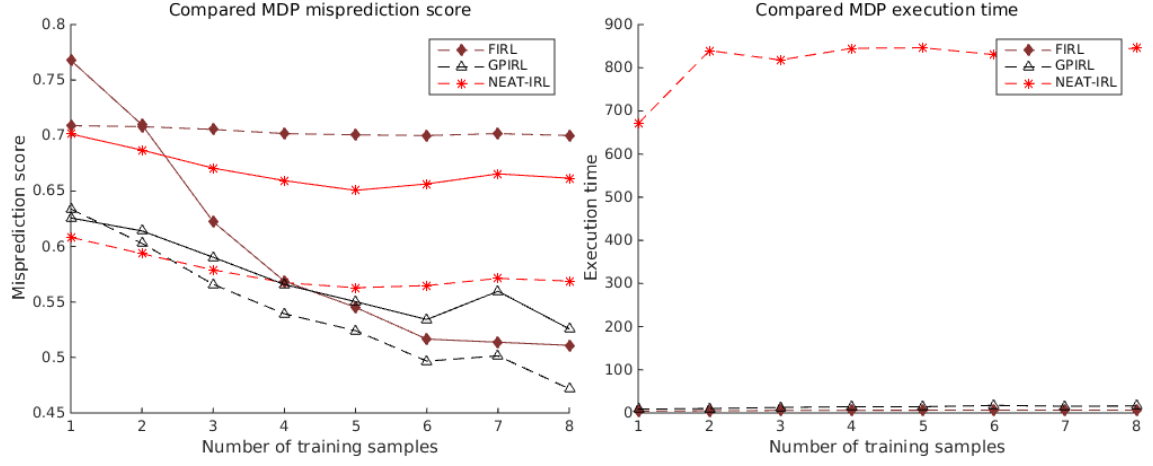 Compared MDP misprediction score
0.8
0.75
0.7
0.65
0.6
0.55
0.5
0.45
Misprediction score
FIRL
GPIRL
NEAT-IRL
1 2 3 4 5 6 7 8
Number of training samples
Compared MDP execution time
900
800
700
600
500
400
300
200
100
0
Execution time
FIRL
GPIRL
NEAT-IRL
1 2 3 4 5 6 7 8
Number of training samples